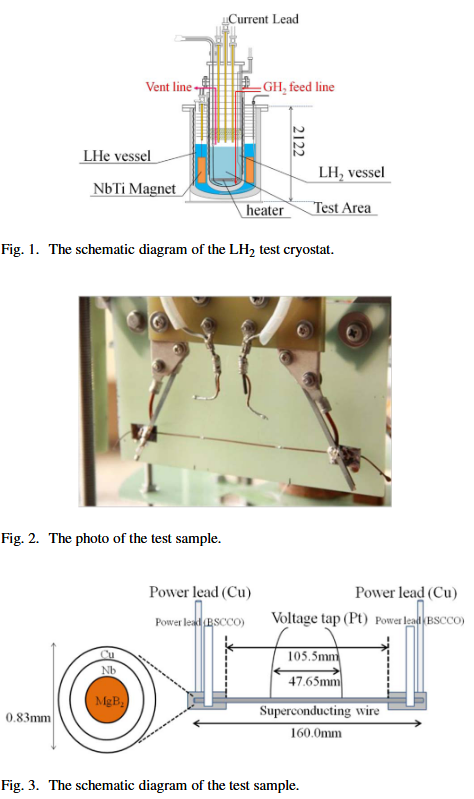 Current Lead
Vent line
GH₂ feed line
2122
LHe vessel
LH₂ vessel
NbTi Magnet
heater
Test Area
Fig. 1. The schematic diagram of the LH₂ test cryostat.
Fig. 2. The photo of the test sample.
Power lead (Cu)
Power lead (Cu)
Power lead (BSCCO)
Voltage tap (Pt)
Power lead (BSCCO)
Cu
Nb
MgB₂
0.83mm
105.5mm
47.65mm
Superconducting wire
160.0mm
Fig. 3. The schematic diagram of the test sample.